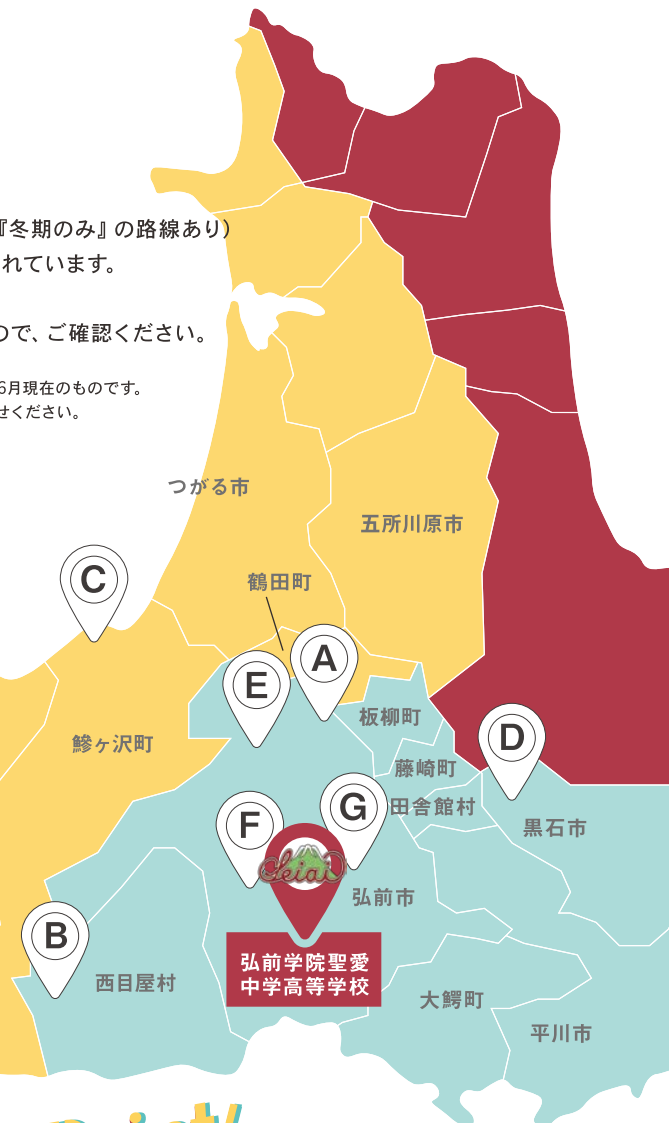 『冬期のみ』の路線あり）
れています。
ので、ご確認ください。
6月現在のものです。
せください。
つがる市
五所川原市
鶴田町
C
A
E
板柳町
鰺ヶ沢町
D
藤崎町
田舎館村
G
F
黒石市
Seiai
弘前市
B
弘前学院聖愛
中学高等学校
西目屋村
大鰐町
平川市